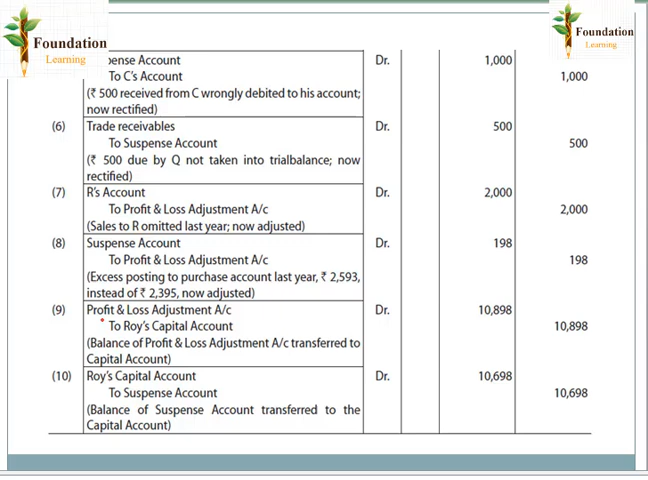 Foundation
Learning
Foundation
Learning
pense Account Dr. 1,000
To C's Account 1,000
(₹ 500 received from C wrongly debited to his account;
now rectified)
(6) Trade receivables Dr. 500
To Suspense Account 500
(₹ 500 due by Q not taken into trialbalance; now
rectified)
(7) R's Account Dr. 2,000
To Profit & Loss Adjustment A/c 2,000
(Sales to R omitted last year; now adjusted)
(8) Suspense Account Dr. 198
To Profit & Loss Adjustment A/c 198
(Excess posting to purchase account last year, ₹ 2,593,
instead of ₹ 2,395, now adjusted)
(9) Profit & Loss Adjustment A/c Dr. 10,898
To Roy's Capital Account 10,898
(Balance of Profit & Loss Adjustment A/c transferred to
Capital Account)
(10) Roy's Capital Account Dr. 10,698
To Suspense Account 10,698
(Balance of Suspense Account transferred to the
Capital Account)